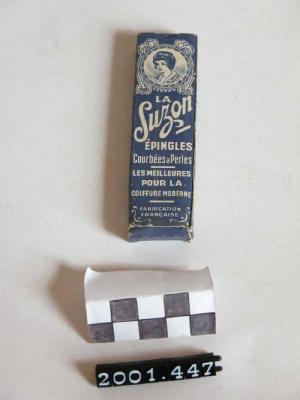 LA
Suzon
ÉPINGLES
Courbées à Perles
LES MEILLEURES
POUR LA
COIFFURE MODERNE
FABRICATION
FRANÇAISE
2001.447